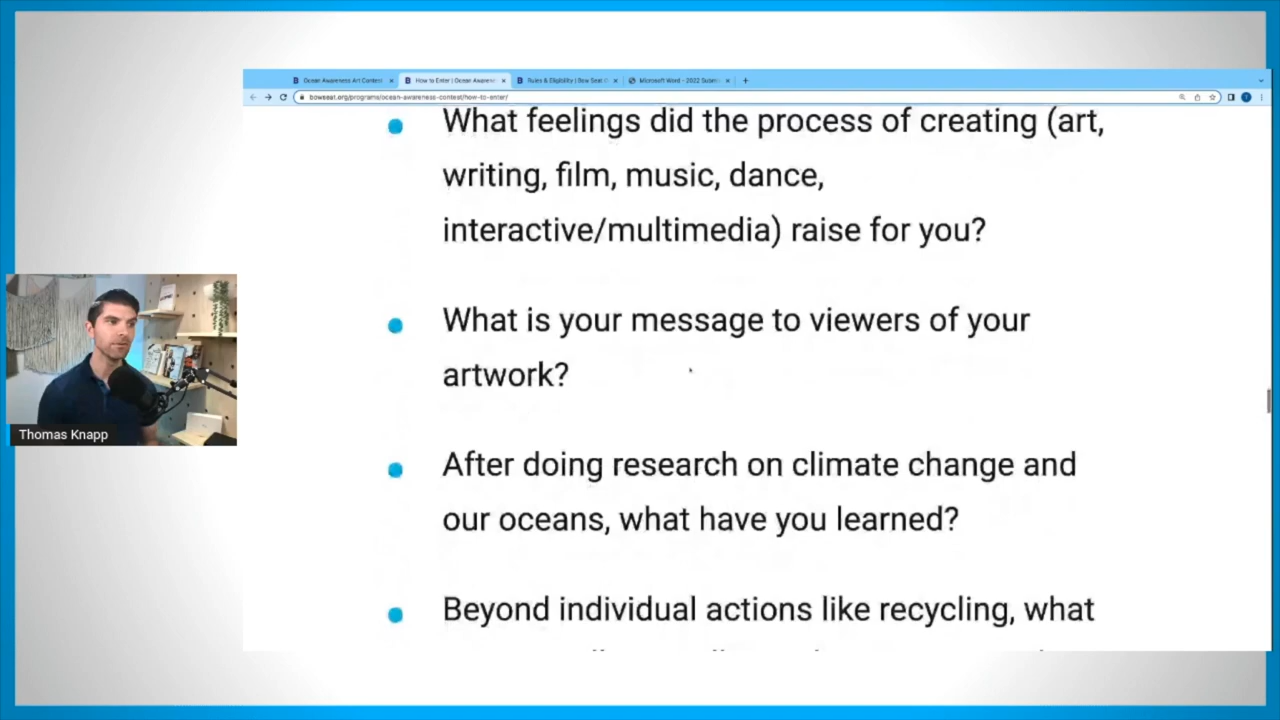 Ocean Awareness Art Contest
How to Enter | Ocean Awarene
Rules & Eligibility | Bow Seat
Microsoft Word - 2022 Submi
bowseat.org/programs/ocean-awareness-contest/how-to-enter/
What feelings did the process of creating (art,
writing, film, music, dance,
interactive/multimedia) raise for you?
What is your message to viewers of your
artwork?
After doing research on climate change and
our oceans, what have you learned?
Beyond individual actions like recycling, what
Thomas Knapp